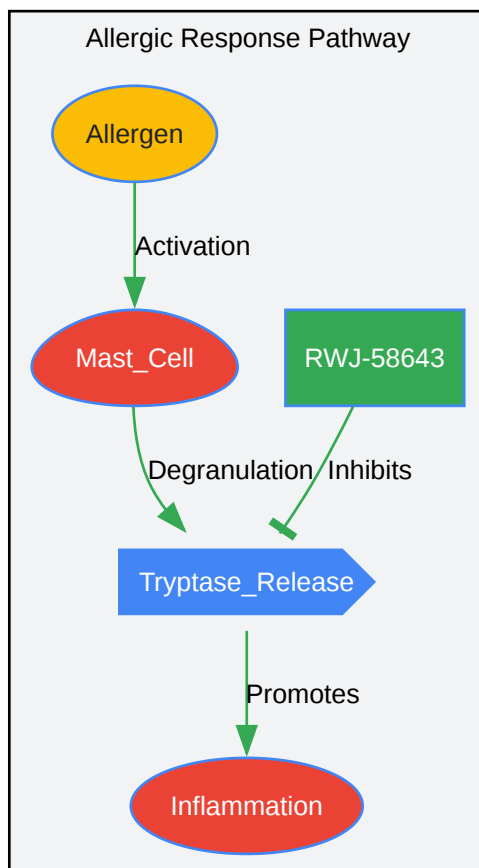 Allergic Response Pathway
Allergen
Activation
Mast_Cell
RWJ-58643
Degranulation
Inhibits
Tryptase_Release
Promotes
Inflammation